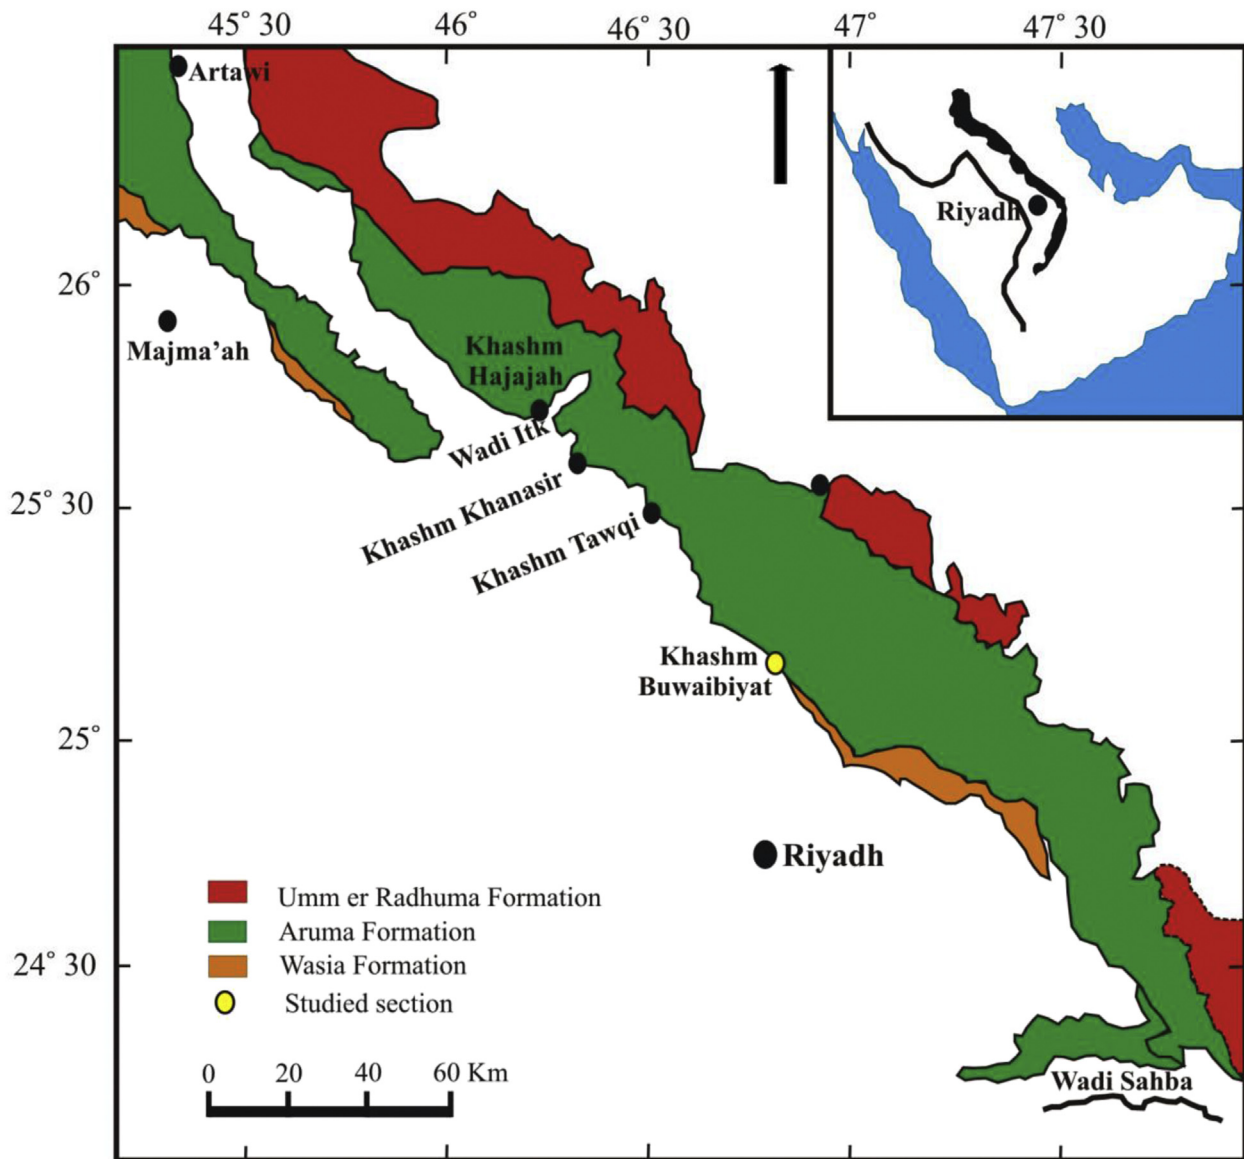 45° 30
46°
46° 30
47°
47° 30
Artawi
Riyadh
26°
Majma’ah
Khashm
Hajajah
Wadi Itk
25° 30
Khashm Khanasir
Khashm Tawqi
Khashm
Buwaibiyat
25°
Riyadh
Umm er Radhuma Formation
Aruma Formation
Wasia Formation
24° 30
Studied section
0 20 40 60 Km
Wadi Sahba